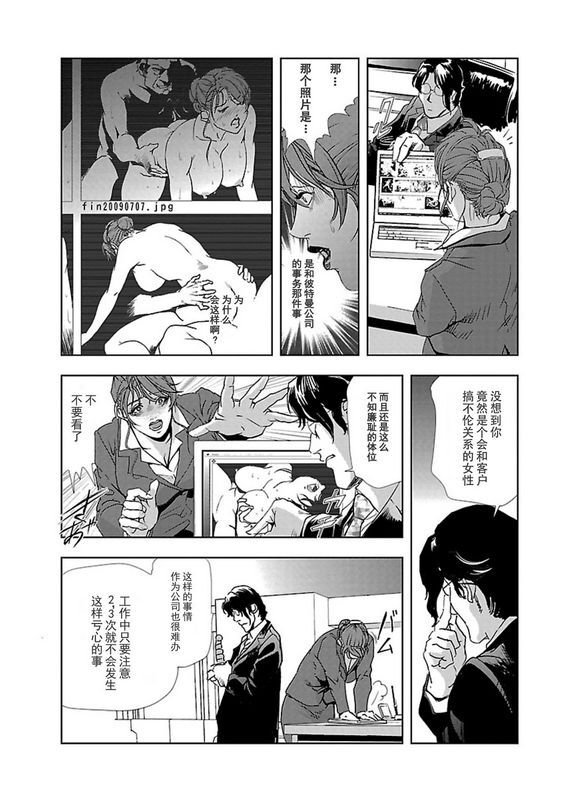 那…
那个照片是…
是和彼特曼公司
的事务那件事
fin20090707.jpg
为…
为什么
会这样啊?
没想到你
竟然是个会和客户
搞不伦关系的女性
而且还是这么
不知廉耻的体位
不…
不要看了
这样的事情
作为公司也很难办
工作中只要注意
2,3次就不会发生
这样亏心的事